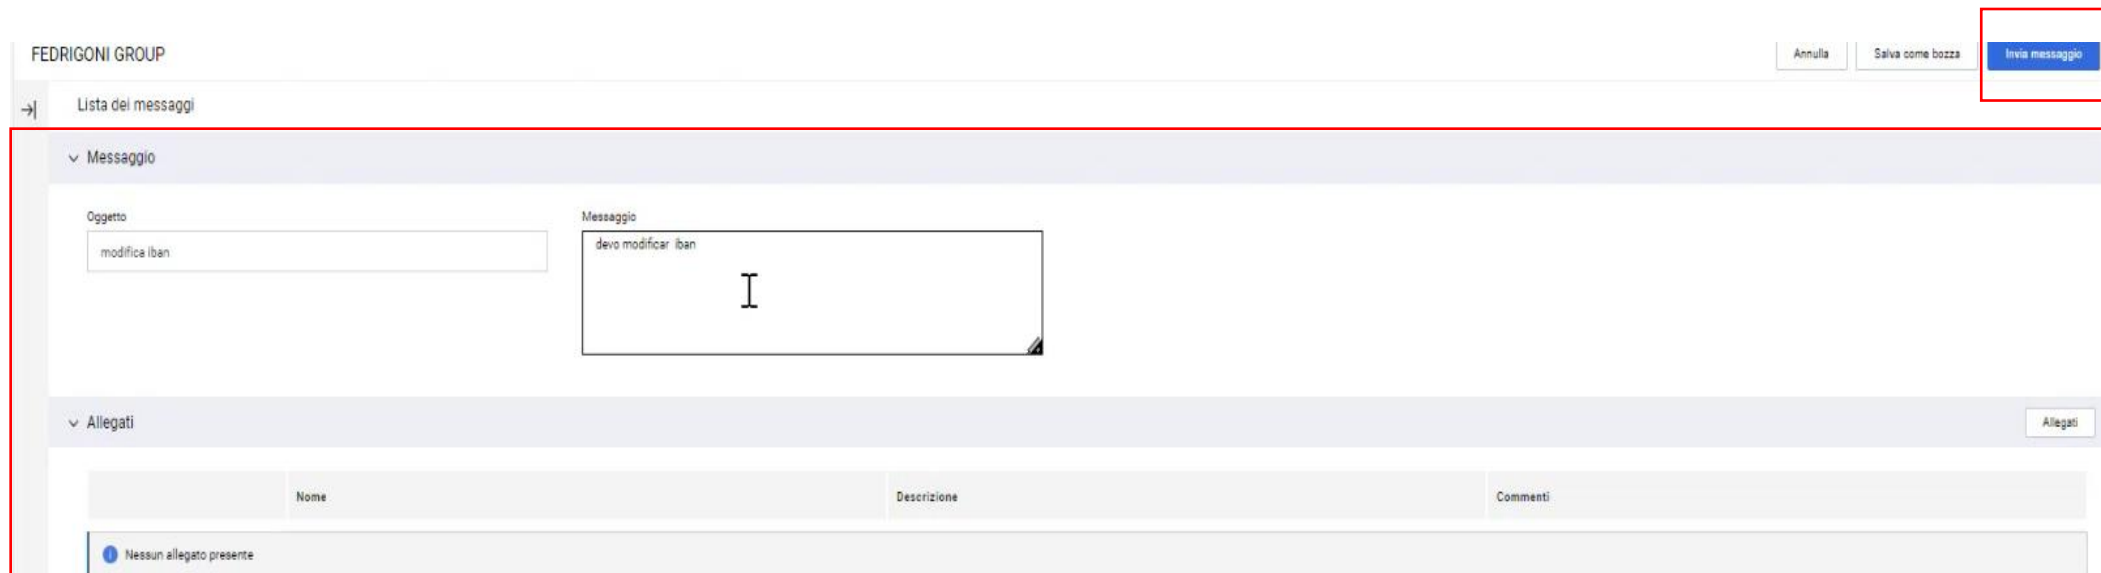 FEDRIGONI GROUP
Annulla
Salva come bozza
Invia messaggio
Lista dei messaggi
Messaggio
Oggetto
Messaggio
modifica iban
devo modificar iban
Allegati
Allegati
Nome
Descrizione
Commenti
Nessun allegato presente